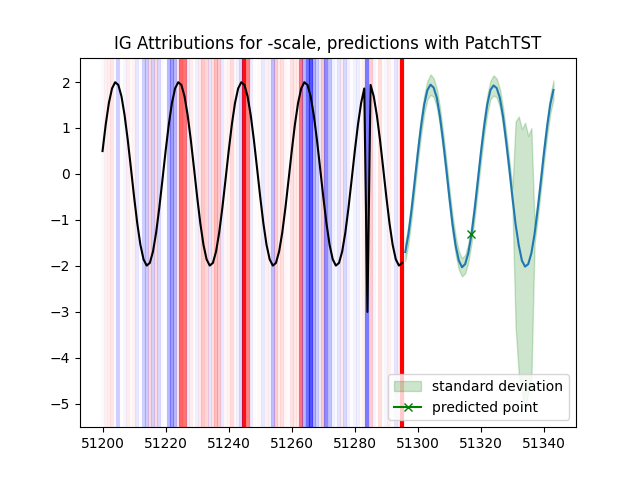 IG Attributions for -scale, predictions with PatchTST
2
1
0
−1
−2
−3
−4
−5
standard deviation
predicted point
51200 51220 51240 51260 51280 51300 51320 51340